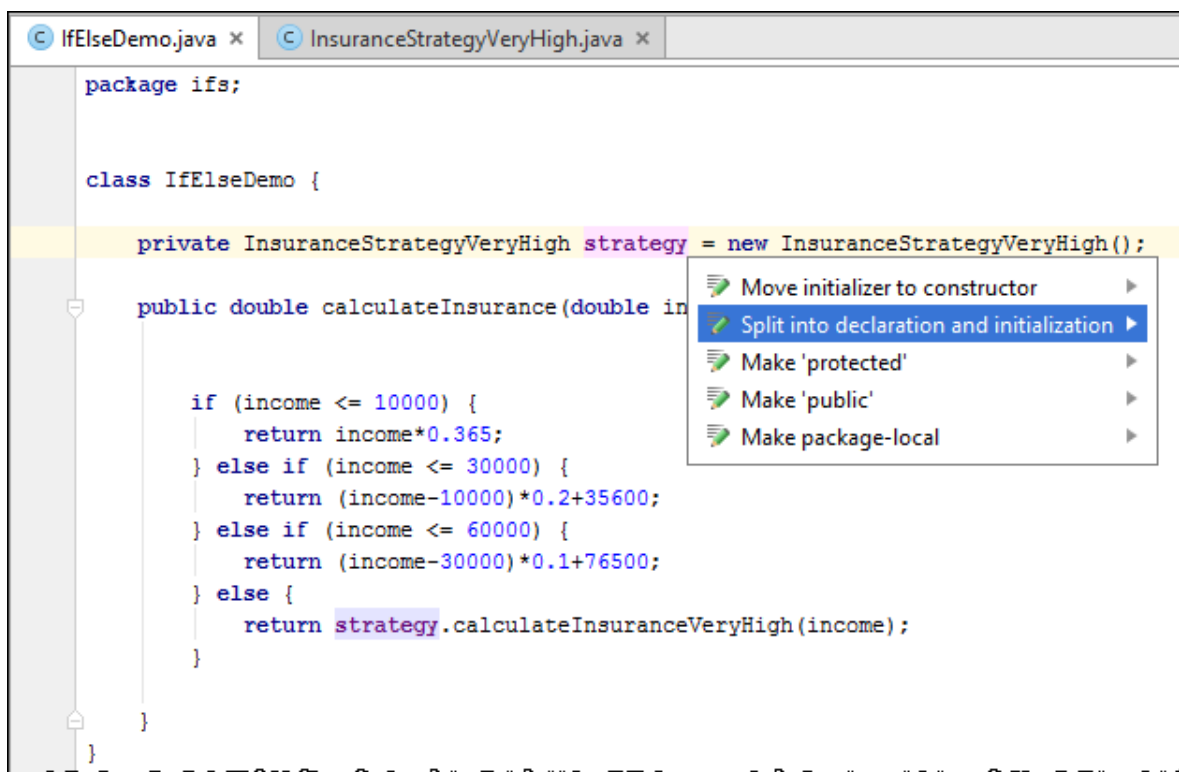 IfElseDemo.java × InsuranceStrategyVeryHigh.java ×
package ifs;
class IfElseDemo {
private InsuranceStrategyVeryHigh strategy = new InsuranceStrategyVeryHigh();
Move initializer to constructor
public double calculateInsurance(double in
Split into declaration and initialization
Make 'protected'
Make 'public'
if (income <= 10000) {
return income*0.365;
Make package-local
} else if (income <= 30000) {
return (income-10000)*0.2+35600;
} else if (income <= 60000) {
return (income-30000)*0.1+76500;
} else {
return strategy.calculateInsuranceVeryHigh(income);
}
}
}